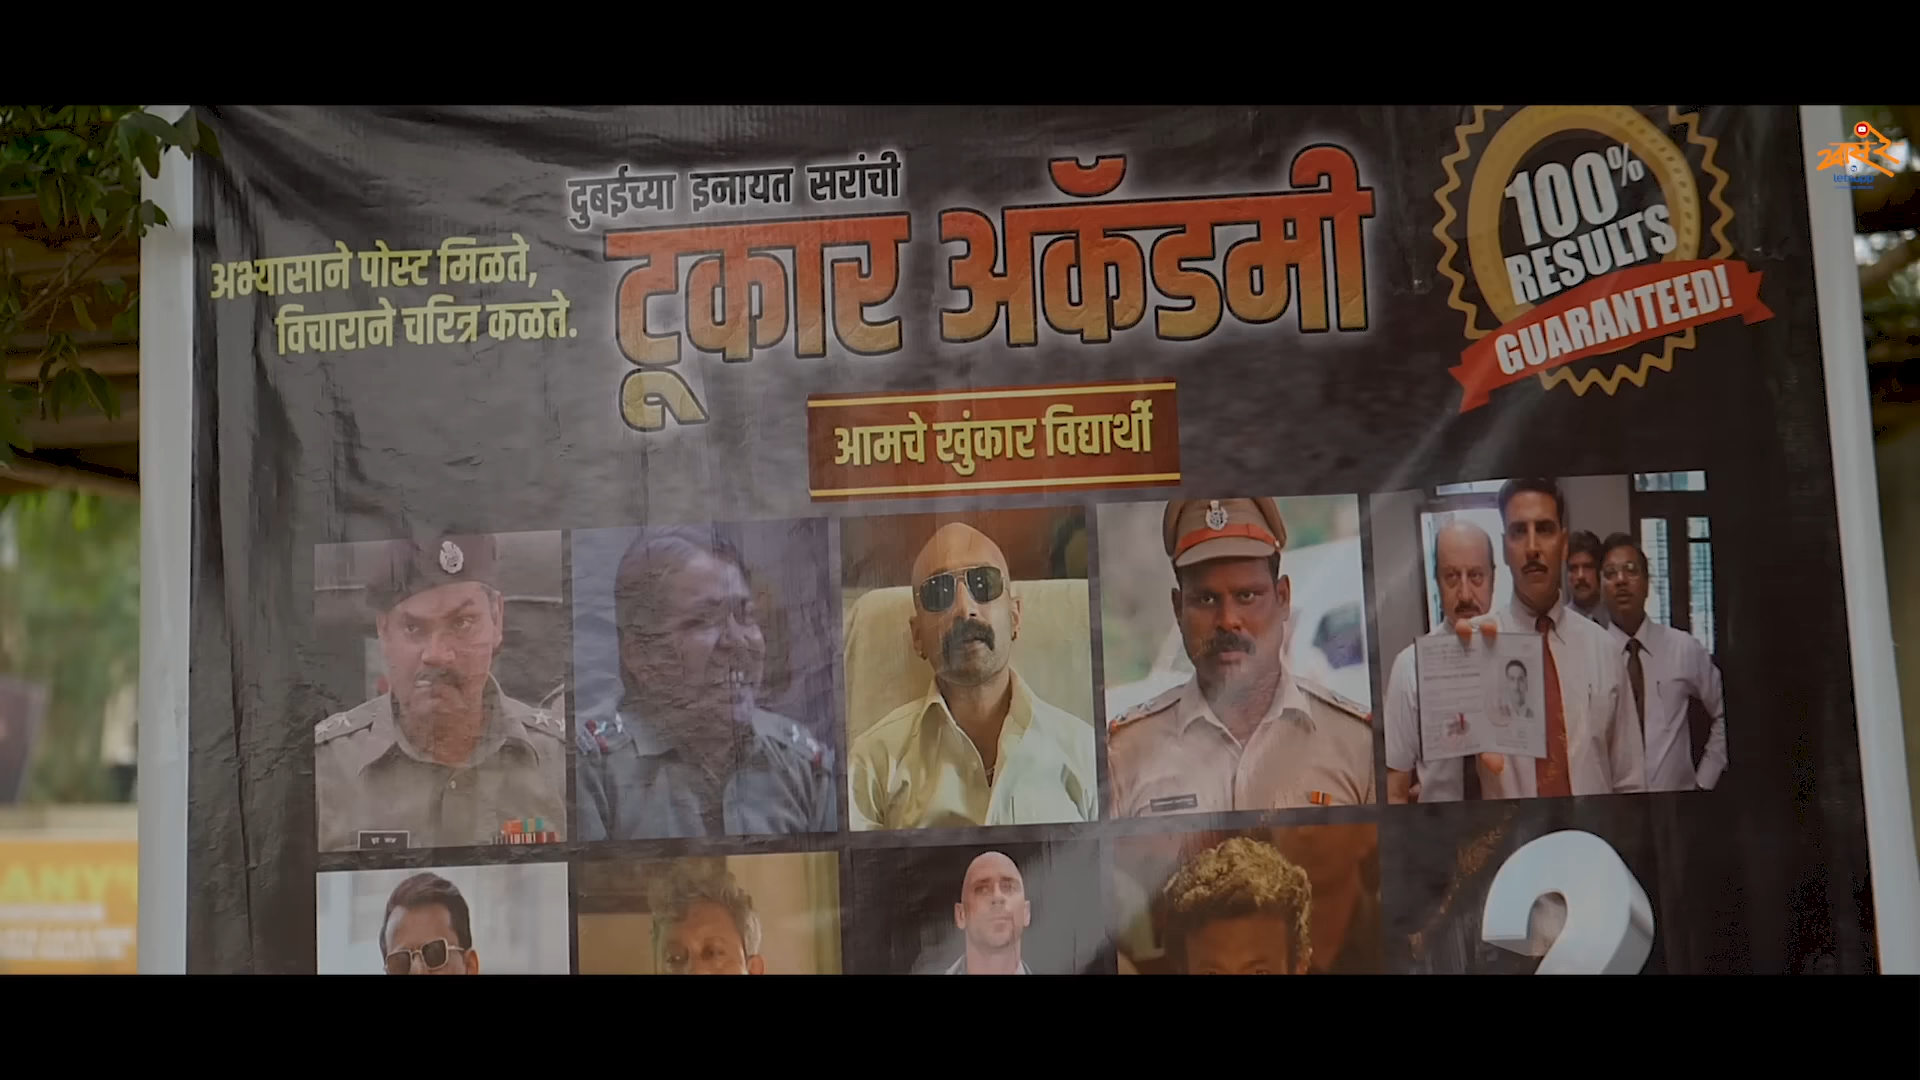 दुबईच्या इनायत सरांची
टूकार अकॅडमी
अभ्यासाने पोस्ट मिळते,
विचाराने चरित्र कळते.
100%
RESULTS
GUARANTEED!
आमचे खुंकार विद्यार्थी
?
खास रे